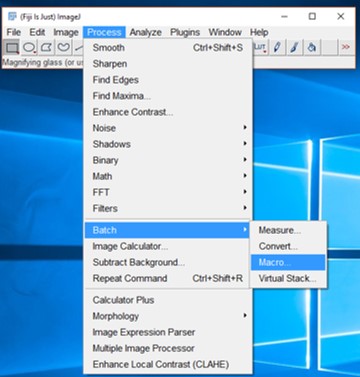 (Fiji Is Just) ImageJ
File Edit Image Process Analyze Plugins Window Help
LUT >>
Magnifying glass (or
Smooth Ctrl+Shift+S
Sharpen
Find Edges
Find Maxima...
Enhance Contrast...
Noise
Shadows
Binary
Math
FFT
Filters
Batch
Measure...
Image Calculator...
Convert...
Subtract Background...
Macro...
Repeat Command Ctrl+Shift+R
Virtual Stack...
Calculator Plus
Morphology
Image Expression Parser
Multiple Image Processor
Enhance Local Contrast (CLAHE)